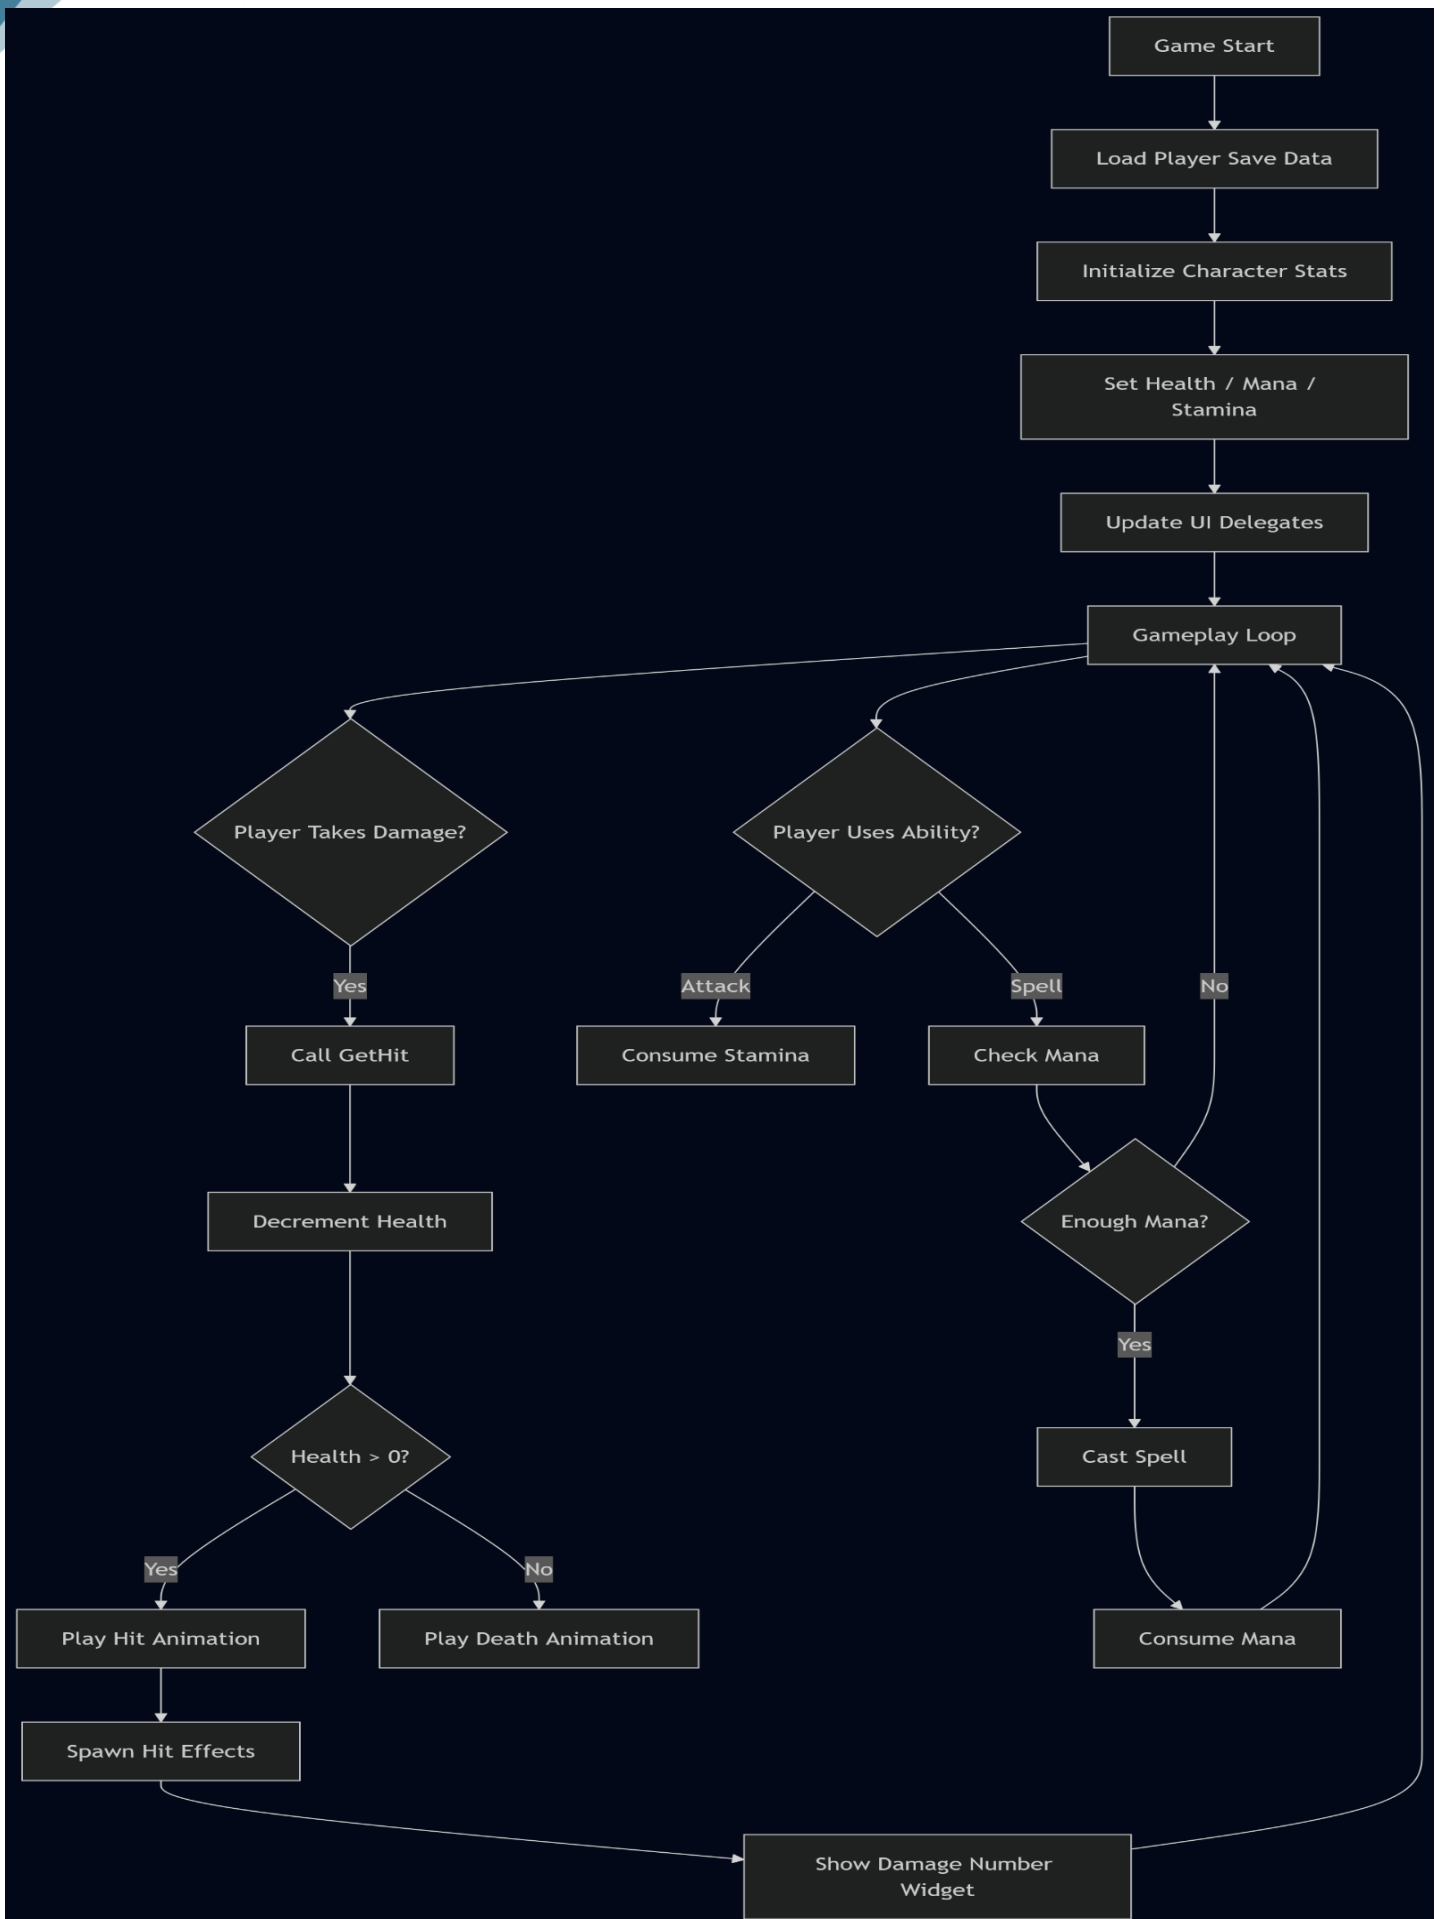 Game Start
Load Player Save Data
Initialize Character Stats
Set Health / Mana /
Stamina
Update UI Delegates
Gameplay Loop
Player Takes Damage?
Player Uses Ability?
Yes
Attack
Spell
No
Call GetHit
Consume Stamina
Check Mana
Decrement Health
Enough Mana?
Yes
Health > 0?
Cast Spell
Yes
No
Play Hit Animation
Play Death Animation
Consume Mana
Spawn Hit Effects
Show Damage Number
Widget